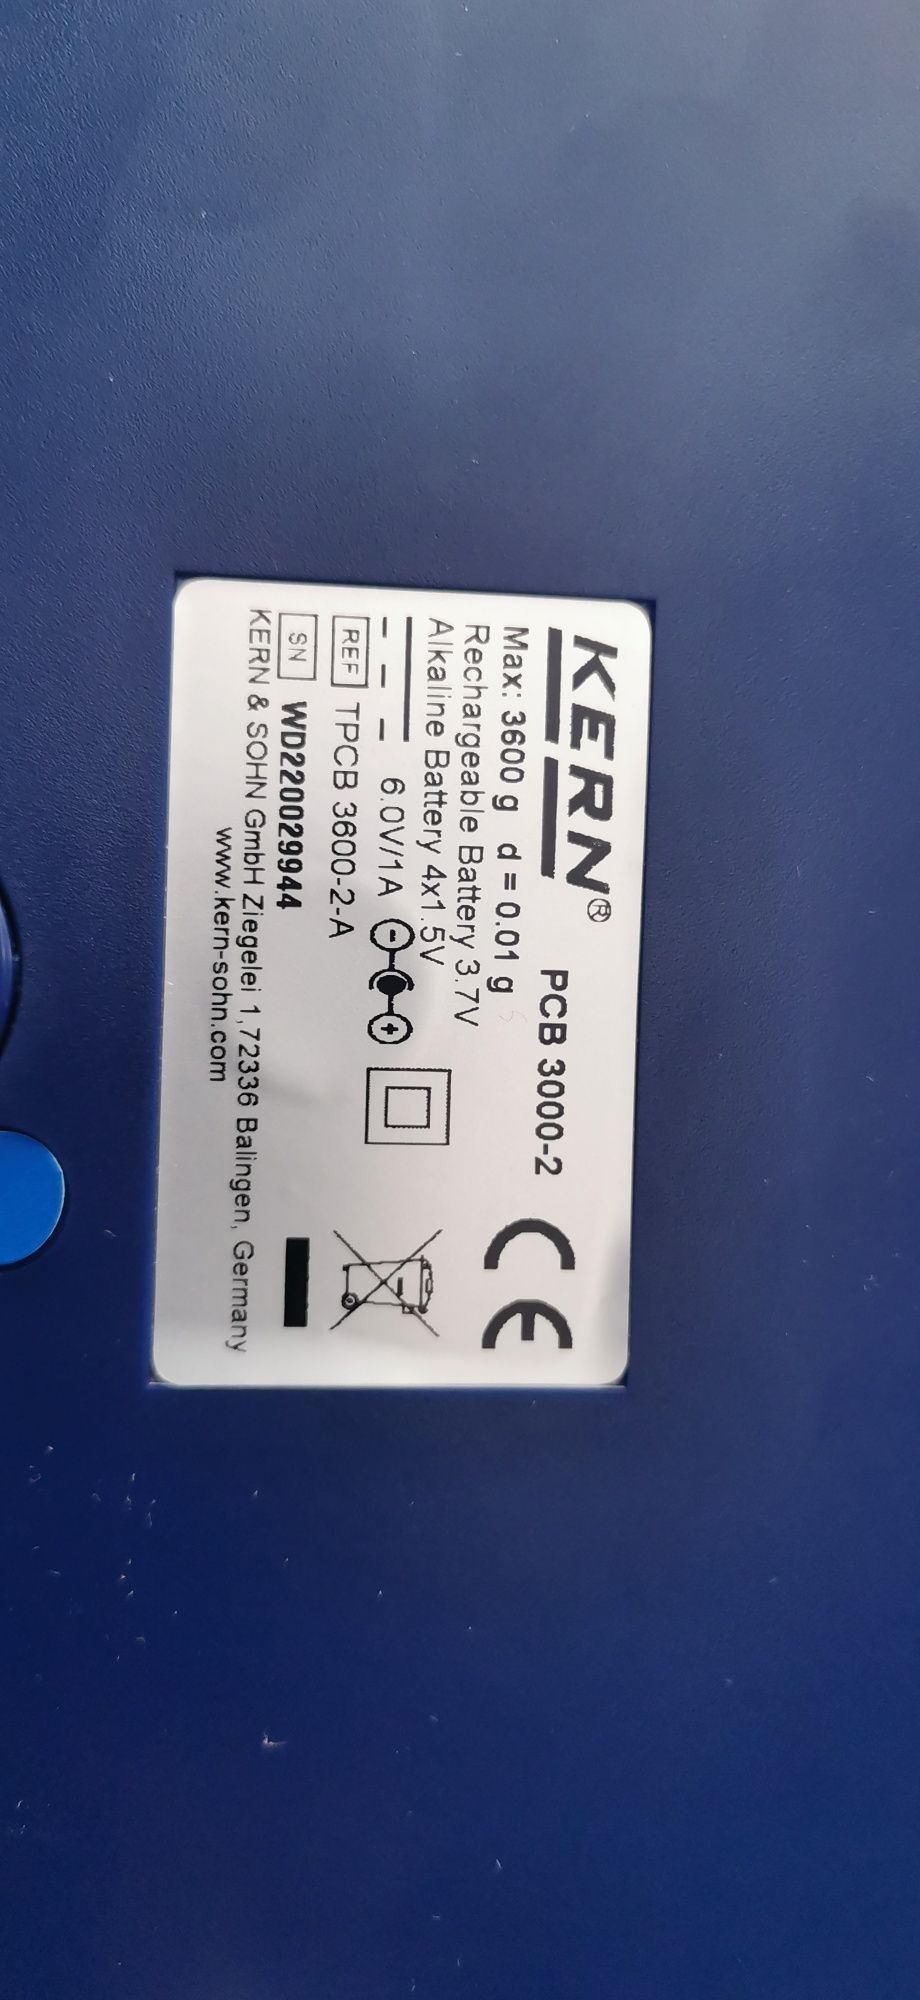 KERN® PCB 3000-2 CE
Max: 3600 g d = 0.01 g
Rechargeable Battery 3.7V
Alkaline Battery 4x1.5V
6.0V/1A
REF TPCB 3600-2-A
SN WD220029944
KERN & SOHN GmbH Ziegelei 1,72336 Balingen, Germany
www.kern-sohn.com